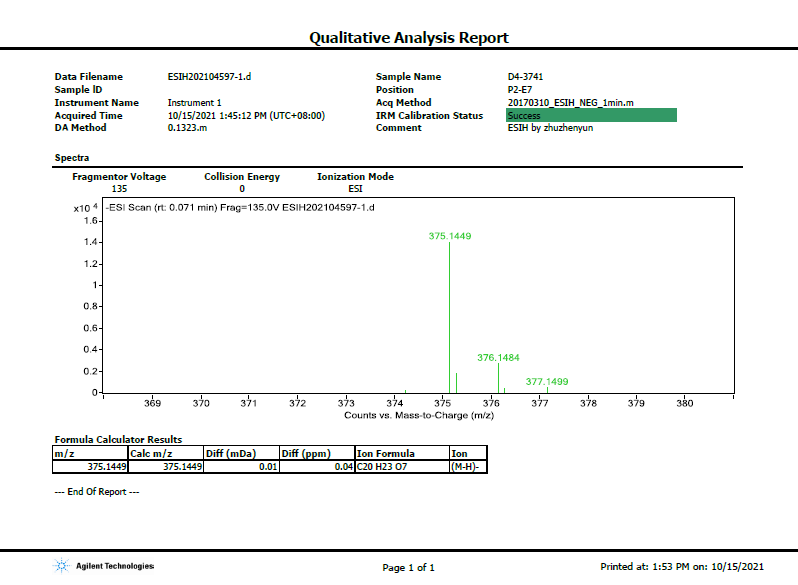 Qualitative Analysis Report
Data Filename ESIH202104597-1.d Sample Name D4-3741
Sample ID Position P2-E7
Instrument Name Instrument 1 Acq Method 20170310_ESIH_NEG_1min.m
Acquired Time 10/15/2021 1:45:12 PM (UTC+08:00) IRM Calibration Status Success
DA Method 0.1323.m Comment ESIH by zhuzhenyun
Spectra
Fragmentor Voltage Collision Energy Ionization Mode
135 0 ESI
x10 4 -ESI Scan (rt: 0.071 min) Frag=135.0V ESIH202104597-1.d
1.6
375.1449
1.4
1.2
1
0.8
0.6
0.4
376.1484
0.2
377.1499
0
369 370 371 372 373 374 375 376 377 378 379 380
Counts vs. Mass-to-Charge (m/z)
Formula Calculator Results
m/z Calc m/z Diff (mDa) Diff (ppm) Ion Formula Ion
375.1449 375.1449 0.01 0.04 C20 H23 O7 (M-H)-
--- End Of Report ---
Agilent Technologies Page 1 of 1 Printed at: 1:53 PM on: 10/15/2021